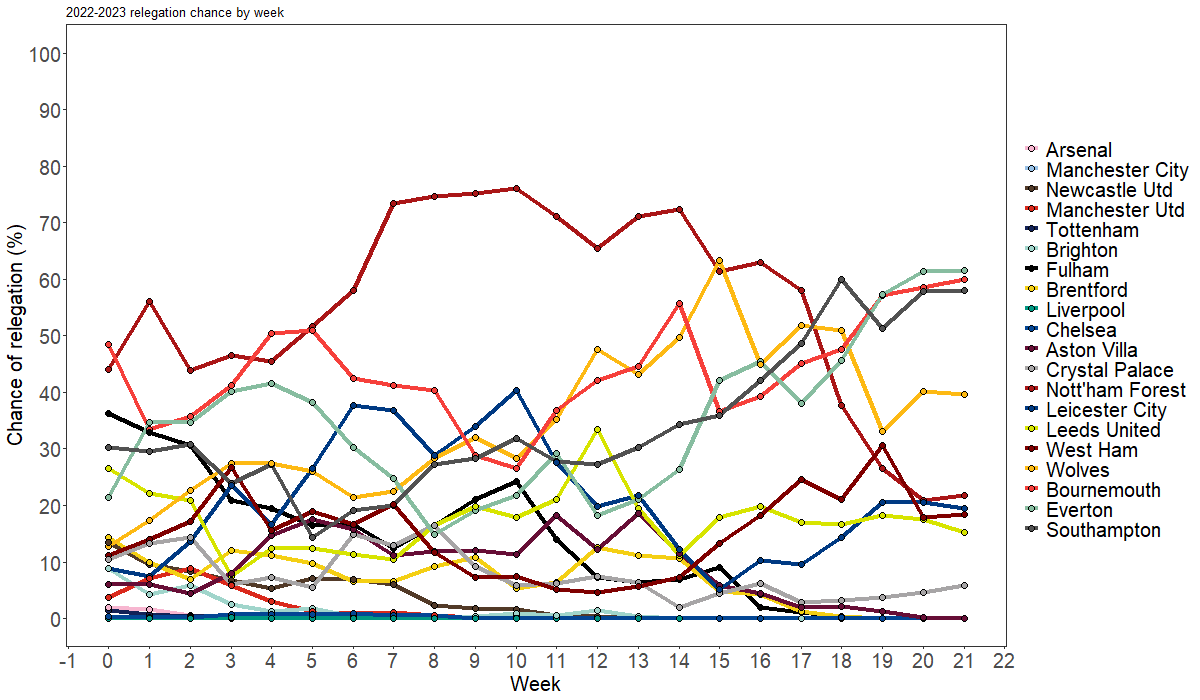 2022-2023 relegation chance by week
Chance of relegation (%)
100
90
80
70
60
50
40
30
20
10
0
-1 0 1 2 3 4 5 6 7 8 9 10 11 12 13 14 15 16 17 18 19 20 21 22
Week
Arsenal
Manchester City
Newcastle Utd
Manchester Utd
Tottenham
Brighton
Fulham
Brentford
Liverpool
Chelsea
Aston Villa
Crystal Palace
Nott'ham Forest
Leicester City
Leeds United
West Ham
Wolves
Bournemouth
Everton
Southampton